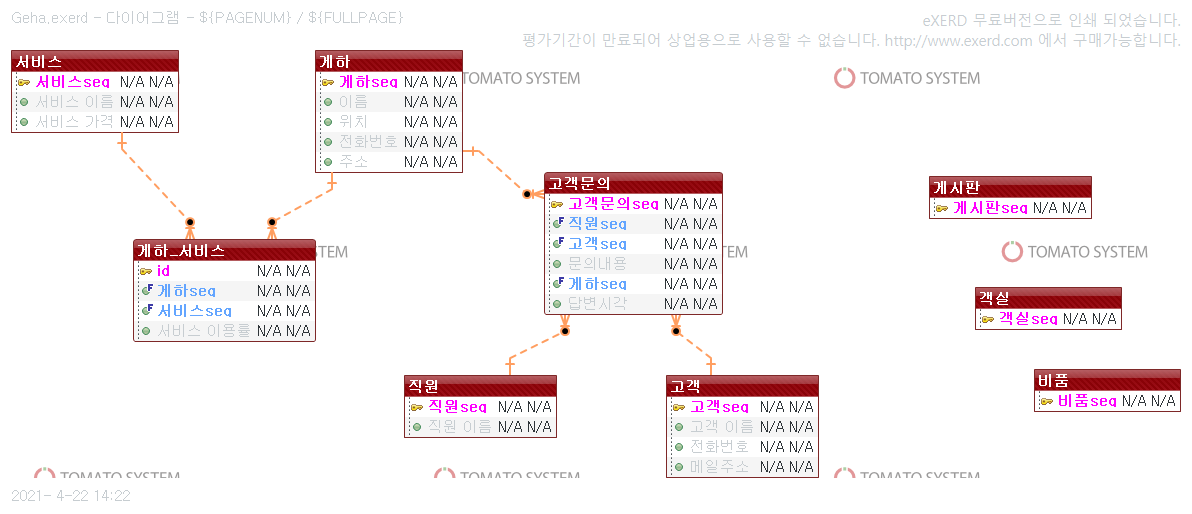 Geha.exerd - 다이어그램 - ${PAGENUM} / ${FULLPAGE}
eXERD 무료버전으로 인쇄 되었습니다.
평가기간이 만료되어 상업용으로 사용할 수 없습니다. http://www.exerd.com 에서 구매가능합니다.
서비스
서비스seq N/A N/A
서비스 이름 N/A N/A
서비스 가격 N/A N/A
게하
게하seq N/A N/A
이름 N/A N/A
위치 N/A N/A
전화번호 N/A N/A
주소 N/A N/A
TOMATO SYSTEM
TOMATO SYSTEM
고객문의
고객문의seq N/A N/A
직원seq N/A N/A
고객seq N/A N/A
문의내용 N/A N/A
게하seq N/A N/A
답변시각 N/A N/A
게시판
게시판seq N/A N/A
게하_서비스
id N/A N/A
게하seq N/A N/A
서비스seq N/A N/A
서비스 이용률 N/A N/A
STEM
TEM
TOMATO SYSTEM
객실
객실seq N/A N/A
직원
직원seq N/A N/A
직원 이름 N/A N/A
고객
고객seq N/A N/A
고객 이름 N/A N/A
전화번호 N/A N/A
메일주소 N/A N/A
비품
비품seq N/A N/A
TOMATO SYSTEM
TOMATO SYSTEM
TOMATO SYSTEM
2021- 4-22 14:22